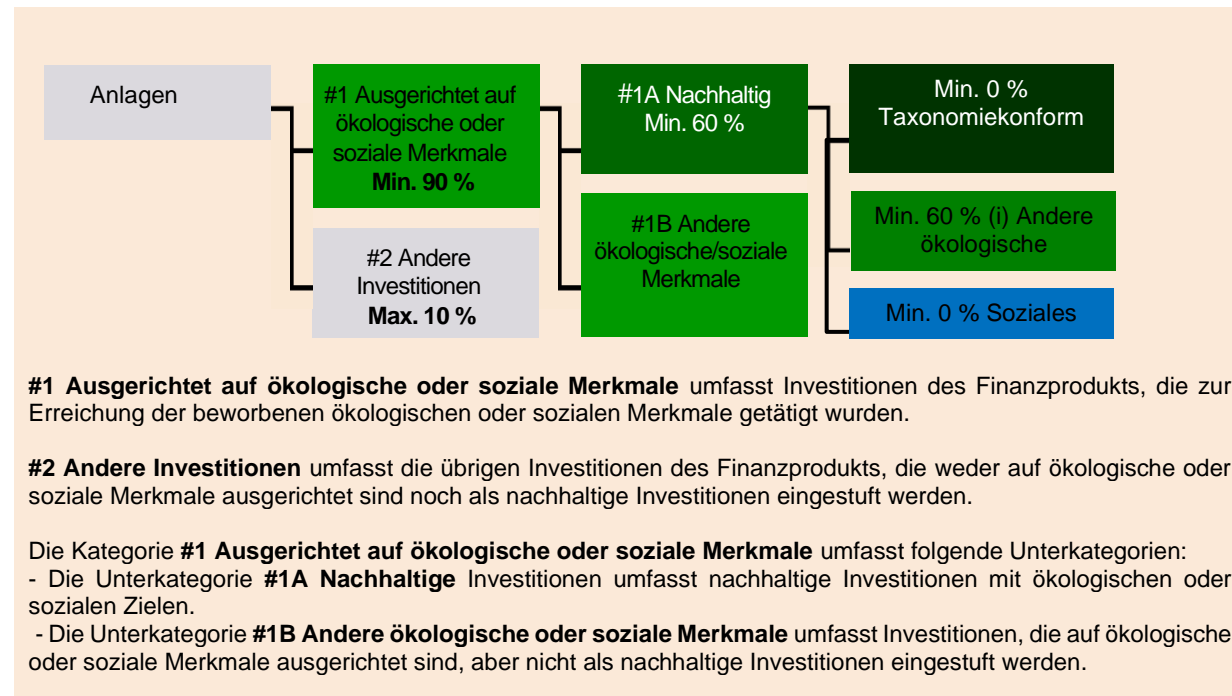 Anlagen
#1 Ausgerichtet auf
ökologische oder
soziale Merkmale
Min. 90 %
#2 Andere
Investitionen
Max. 10 %
#1A Nachhaltig
Min. 60 %
#1B Andere
ökologische/soziale
Merkmale
Min. 0 %
Taxonomiekonform
Min. 60 % (i) Andere
ökologische
Min. 0 % Soziales
#1 Ausgerichtet auf ökologische oder soziale Merkmale umfasst Investitionen des Finanzprodukts, die zur
Erreichung der beworbenen ökologischen oder sozialen Merkmale getätigt wurden.
#2 Andere Investitionen umfasst die übrigen Investitionen des Finanzprodukts, die weder auf ökologische oder
soziale Merkmale ausgerichtet sind noch als nachhaltige Investitionen eingestuft werden.
Die Kategorie #1 Ausgerichtet auf ökologische oder soziale Merkmale umfasst folgende Unterkategorien:
- Die Unterkategorie #1A Nachhaltige Investitionen umfasst nachhaltige Investitionen mit ökologischen oder
sozialen Zielen.
- Die Unterkategorie #1B Andere ökologische oder soziale Merkmale umfasst Investitionen, die auf ökologische
oder soziale Merkmale ausgerichtet sind, aber nicht als nachhaltige Investitionen eingestuft werden.